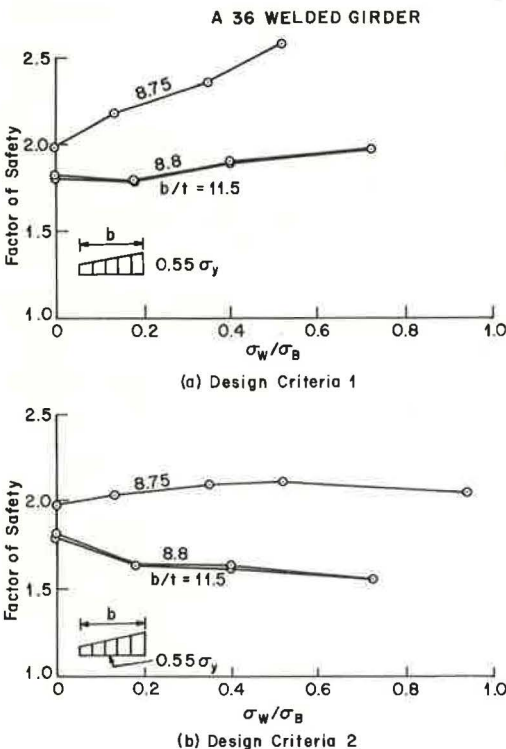 A 36 WELDED GIRDER
2.5
2.0
1.5
1.0
Factor of Safety
8.75
8.8
b/t = 11.5
b
0.55 σy
0 0.2 0.4 0.6 0.8 1.0
σW/σB
(a) Design Criteria 1
2.5
2.0
1.5
1.0
Factor of Safety
8.75
8.8
b/t = 11.5
b
0.55 σy
0 0.2 0.4 0.6 0.8 1.0
σW/σB
(b) Design Criteria 2